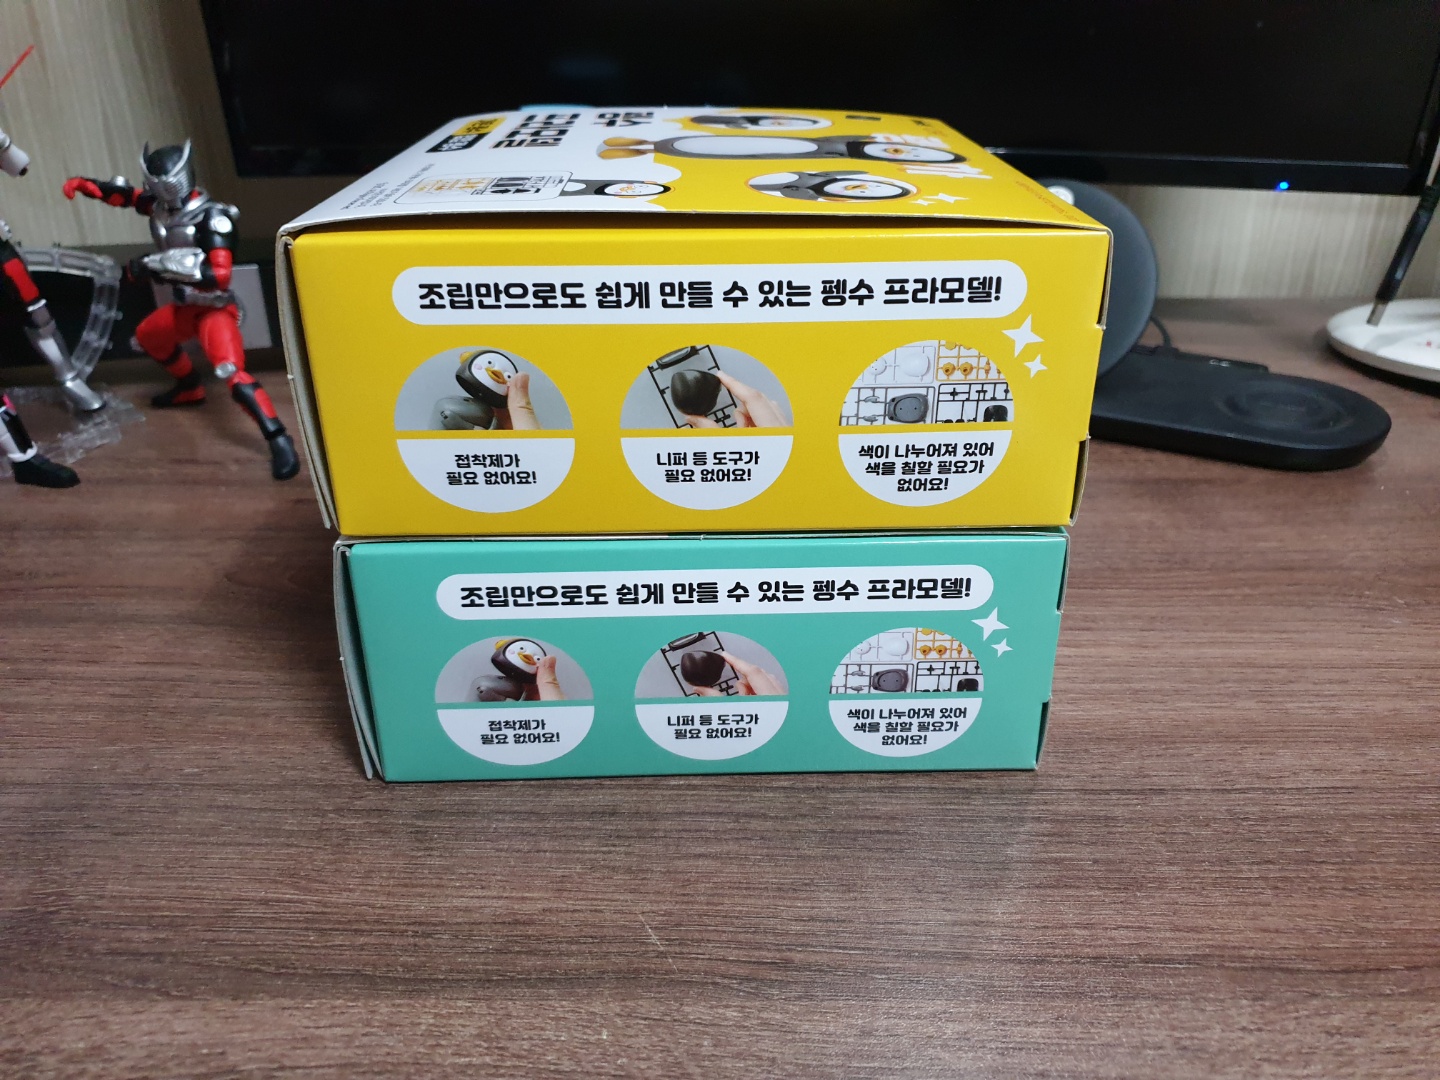 펭수
프라모델
조립만으로도 쉽게 만들 수 있는 펭수 프라모델!
접착제가
필요 없어요!
니퍼 등 도구가
필요 없어요!
색이 나누어져 있어
색을 칠할 필요가
없어요!
조립만으로도 쉽게 만들 수 있는 펭수 프라모델!
접착제가
필요 없어요!
니퍼 등 도구가
필요 없어요!
색이 나누어져 있어
색을 칠할 필요가
없어요!